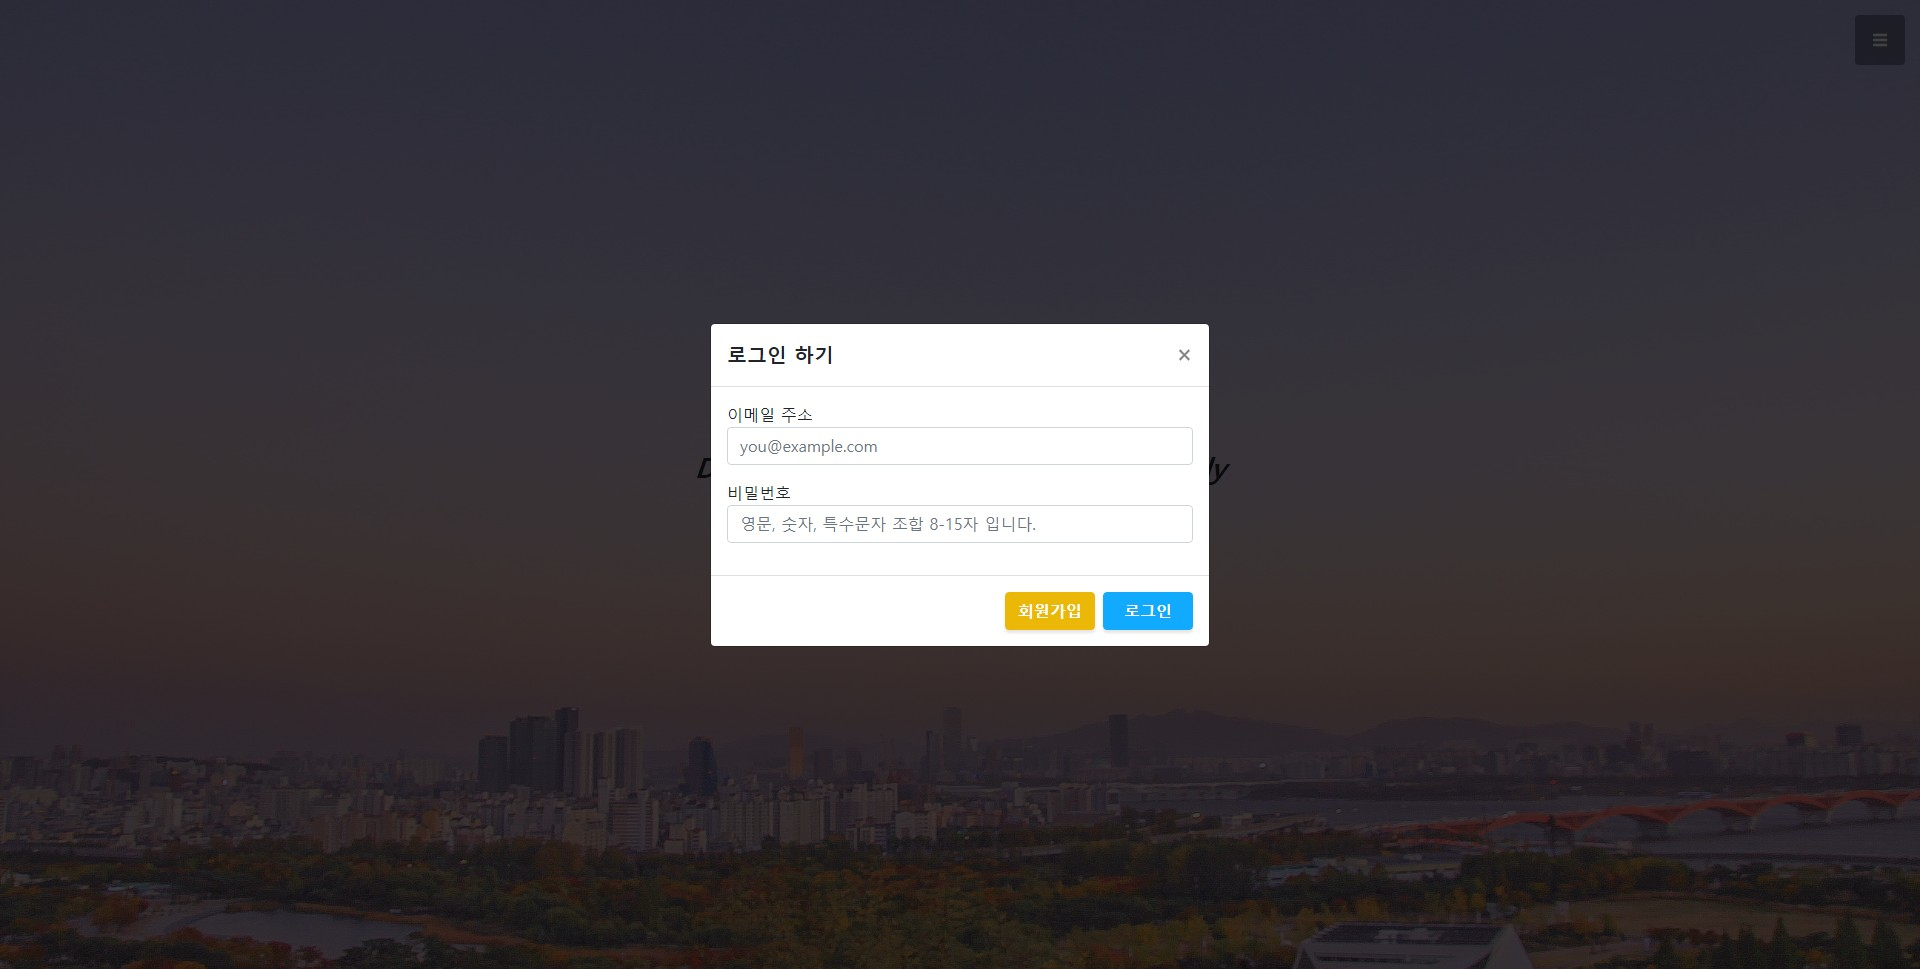 로그인 하기
×
이메일 주소
you@example.com
비밀번호
영문, 숫자, 특수문자 조합 8-15자 입니다.
회원가입 로그인